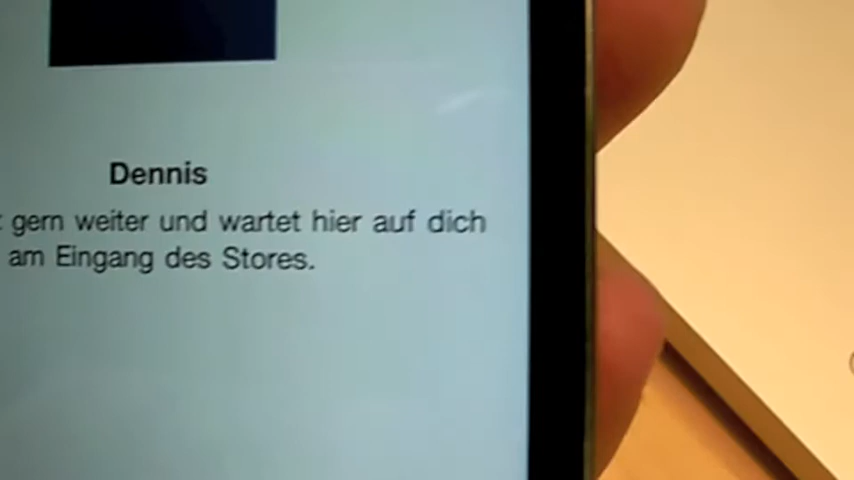 Dennis
gern weiter und wartet hier auf dich
am Eingang des Stores.